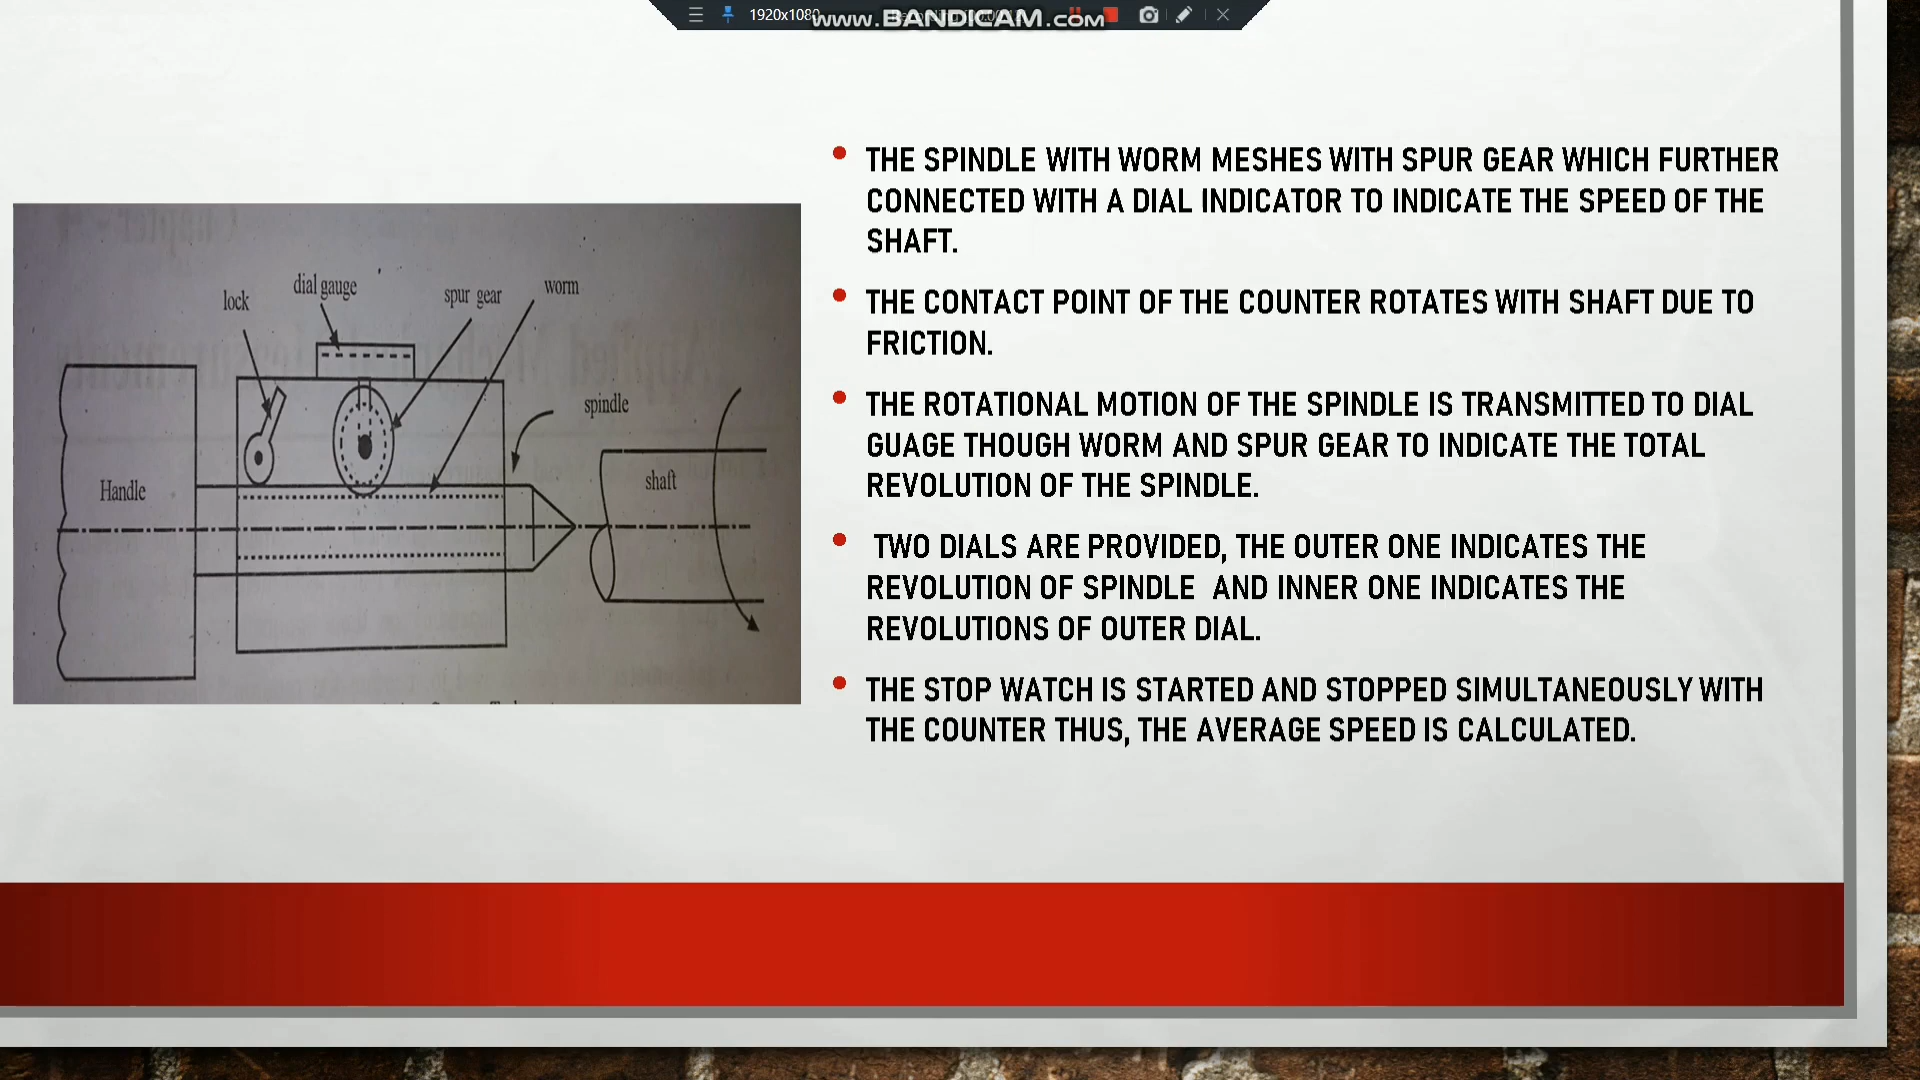 1920x1080
www.BANDICAM.com
• THE SPINDLE WITH WORM MESHES WITH SPUR GEAR WHICH FURTHER
CONNECTED WITH A DIAL INDICATOR TO INDICATE THE SPEED OF THE
SHAFT.
• THE CONTACT POINT OF THE COUNTER ROTATES WITH SHAFT DUE TO
FRICTION.
• THE ROTATIONAL MOTION OF THE SPINDLE IS TRANSMITTED TO DIAL
GUAGE THOUGH WORM AND SPUR GEAR TO INDICATE THE TOTAL
REVOLUTION OF THE SPINDLE.
• TWO DIALS ARE PROVIDED, THE OUTER ONE INDICATES THE
REVOLUTION OF SPINDLE AND INNER ONE INDICATES THE
REVOLUTIONS OF OUTER DIAL.
• THE STOP WATCH IS STARTED AND STOPPED SIMULTANEOUSLY WITH
THE COUNTER THUS, THE AVERAGE SPEED IS CALCULATED.
lock
dial gauge
spur gear
worm
spindle
Handle
shaft